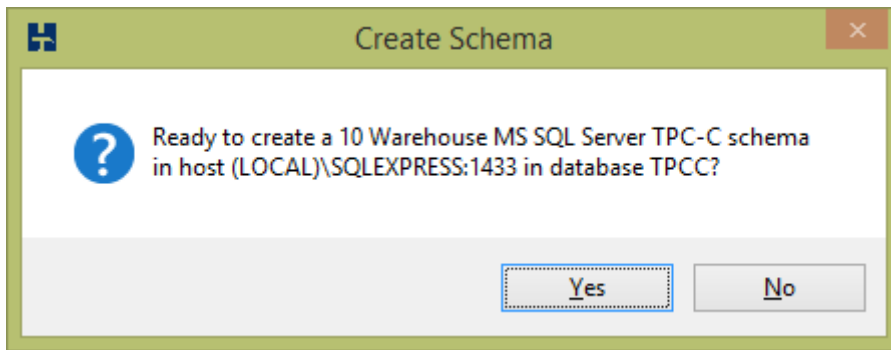 Create Schema
Ready to create a 10 Warehouse MS SQL Server TPC-C schema
in host (LOCAL)\SQLEXPRESS:1433 in database TPCC?
Yes
No